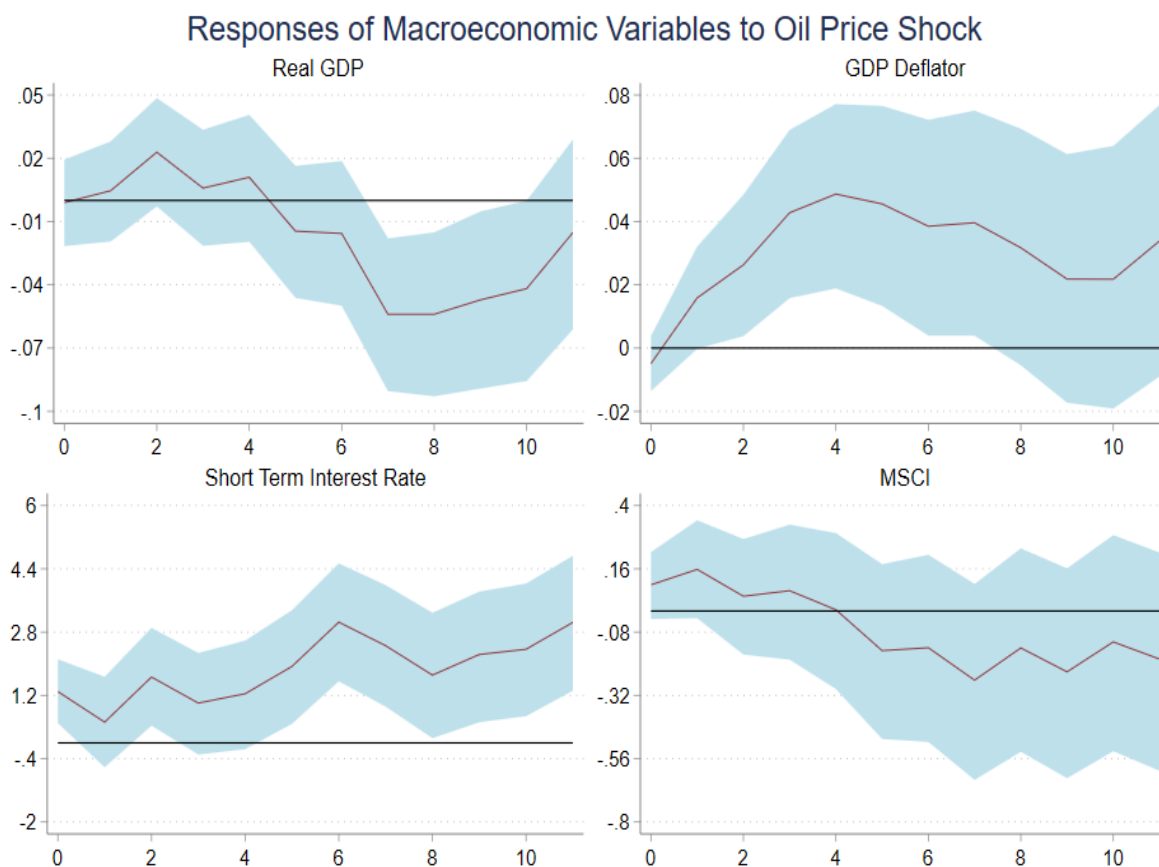 Responses of Macroeconomic Variables to Oil Price Shock
Real GDP
.05
.02
-.01
-.04
-.07
-.1
0 2 4 6 8 10
GDP Deflator
.08
.06
.04
.02
0
-.02
0 2 4 6 8 10
Short Term Interest Rate
6
4.4
2.8
1.2
-.4
-2
0 2 4 6 8 10
MSCI
.4
.16
-.08
-.32
-.56
-.8
0 2 4 6 8 10